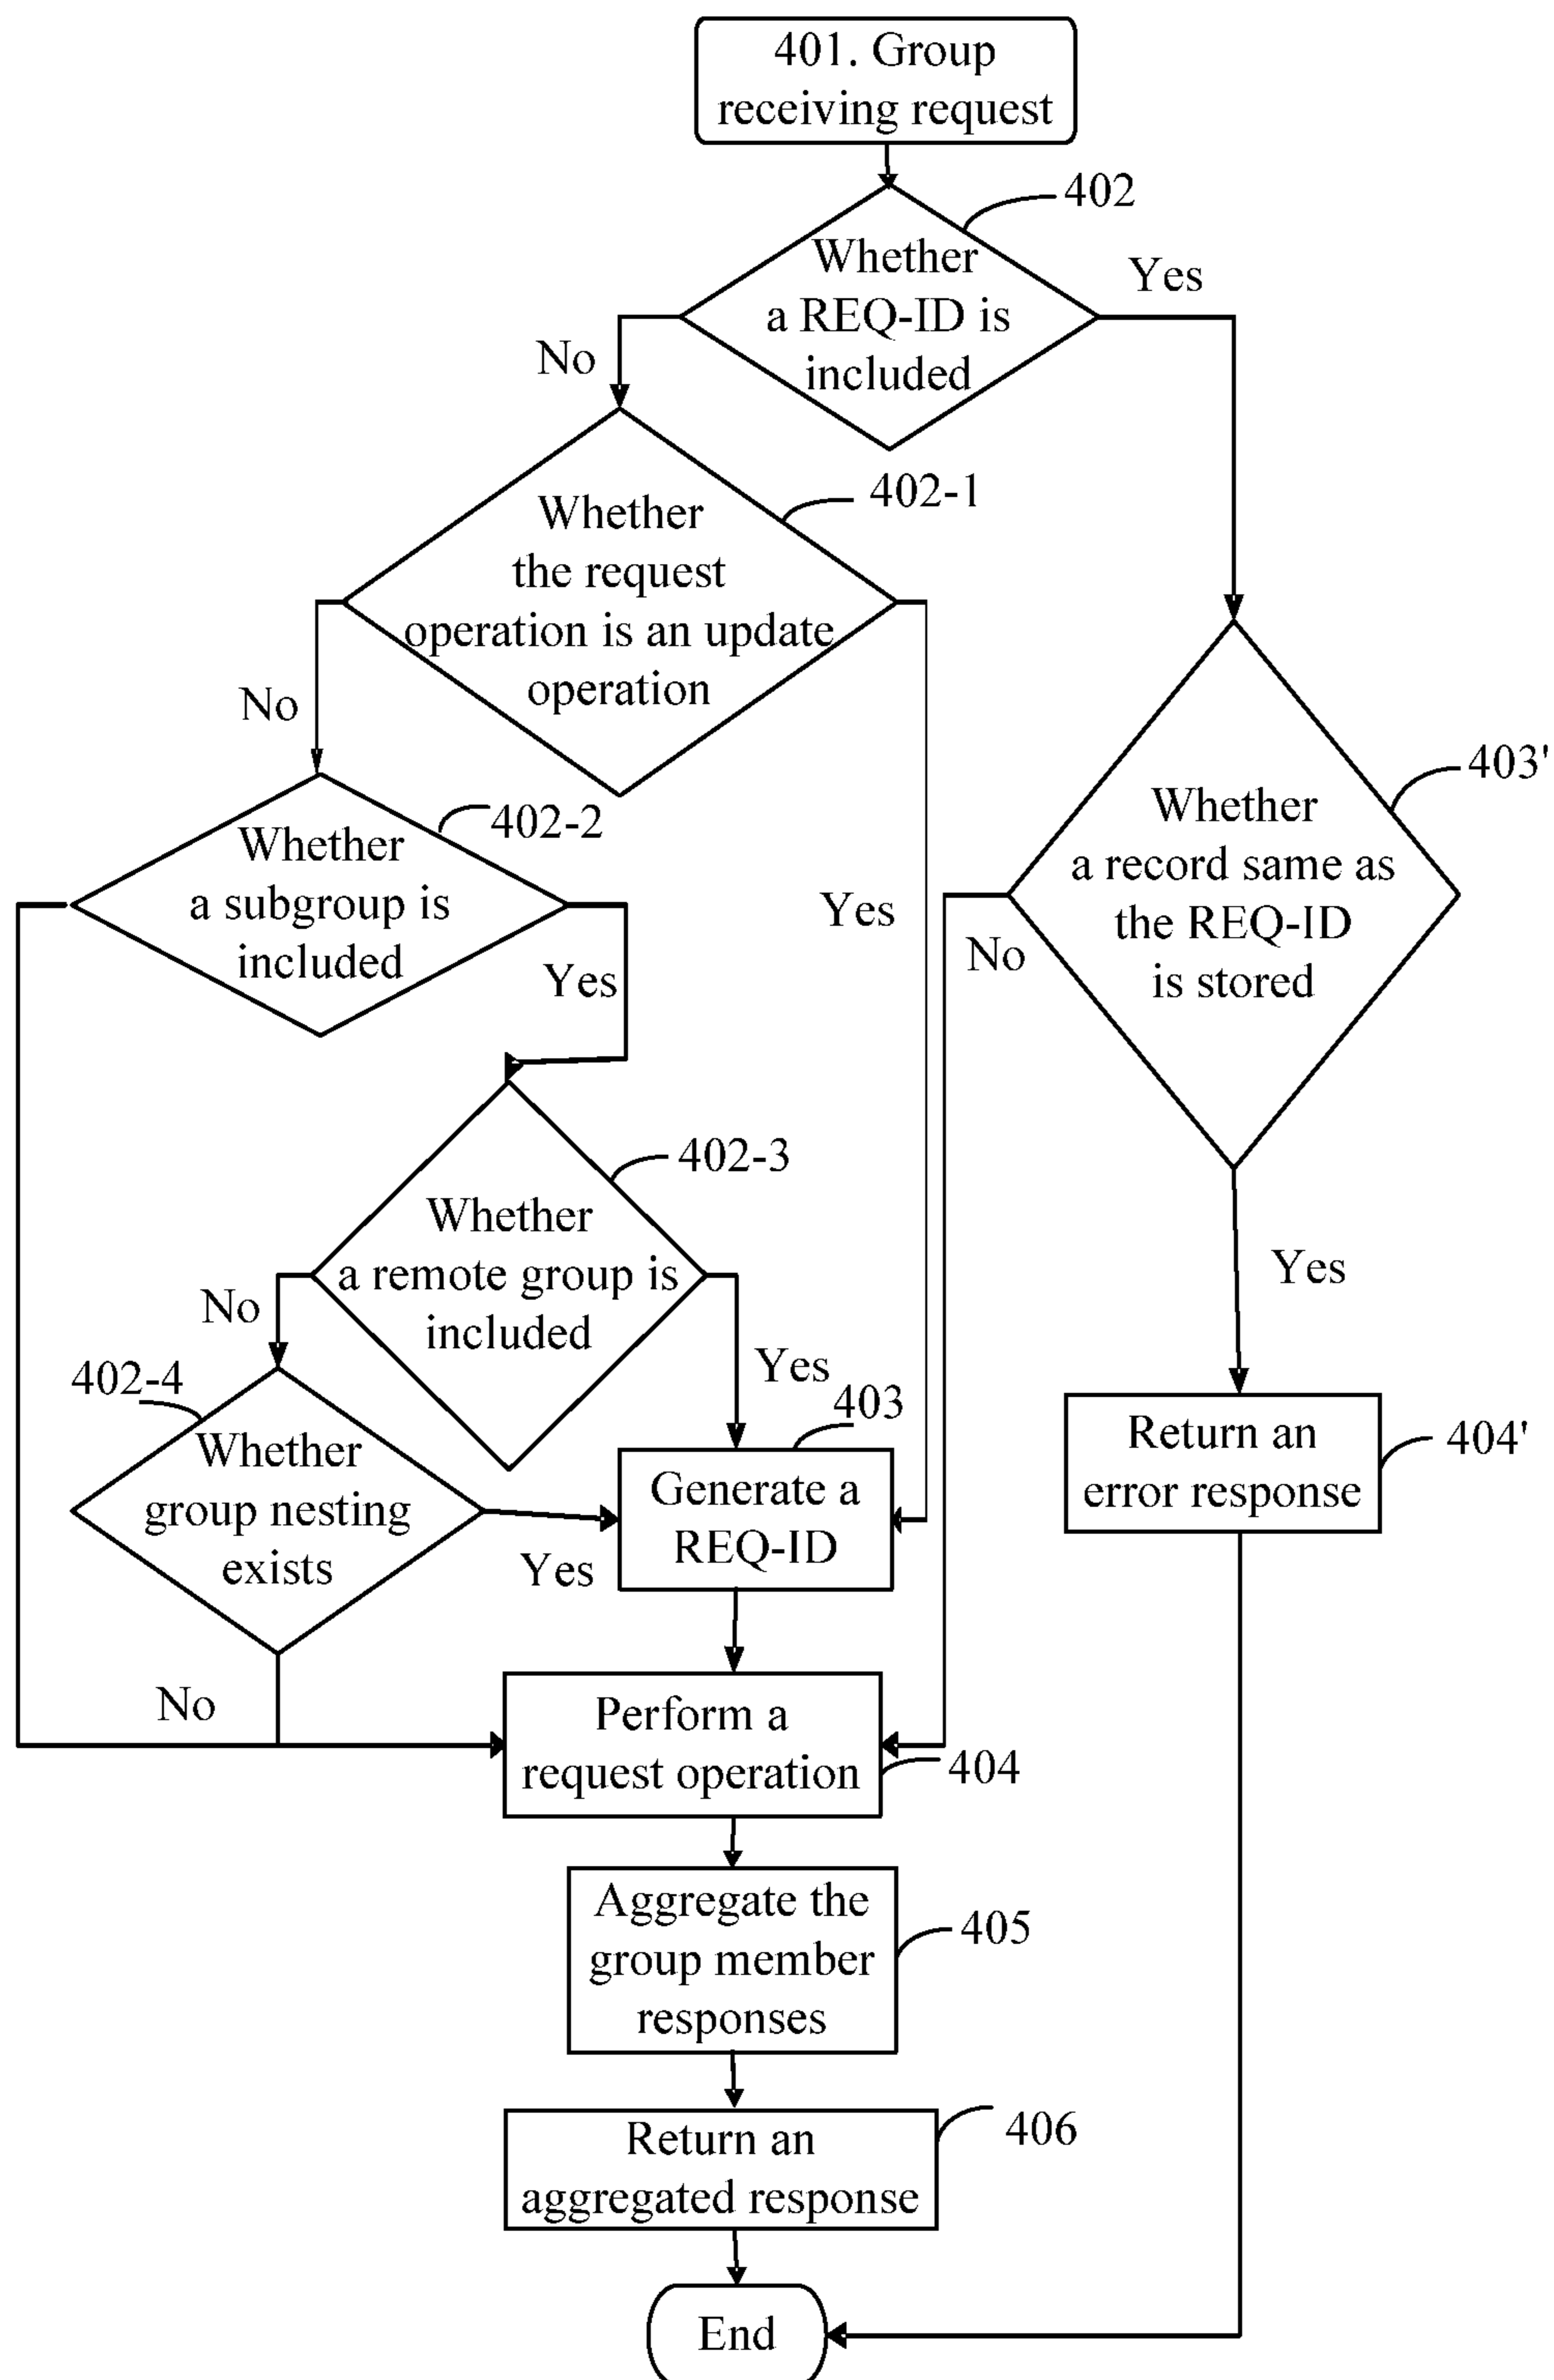 401. Group
receiving request
402
Whether
a REQ-ID is
included
Yes
No
402-1
Whether
the request
operation is an update
operation
No
Yes
402-2
Whether
a subgroup is
included
Yes
403'
Whether
a record same as
the REQ-ID
is stored
No
Yes
402-3
Whether
a remote group is
included
No
Yes
402-4
Whether
group nesting
exists
Yes
No
403
Generate a
REQ-ID
Return an
error response
404'
Perform a
request operation
404
Aggregate the
group member
responses
405
Return an
aggregated response
406
End